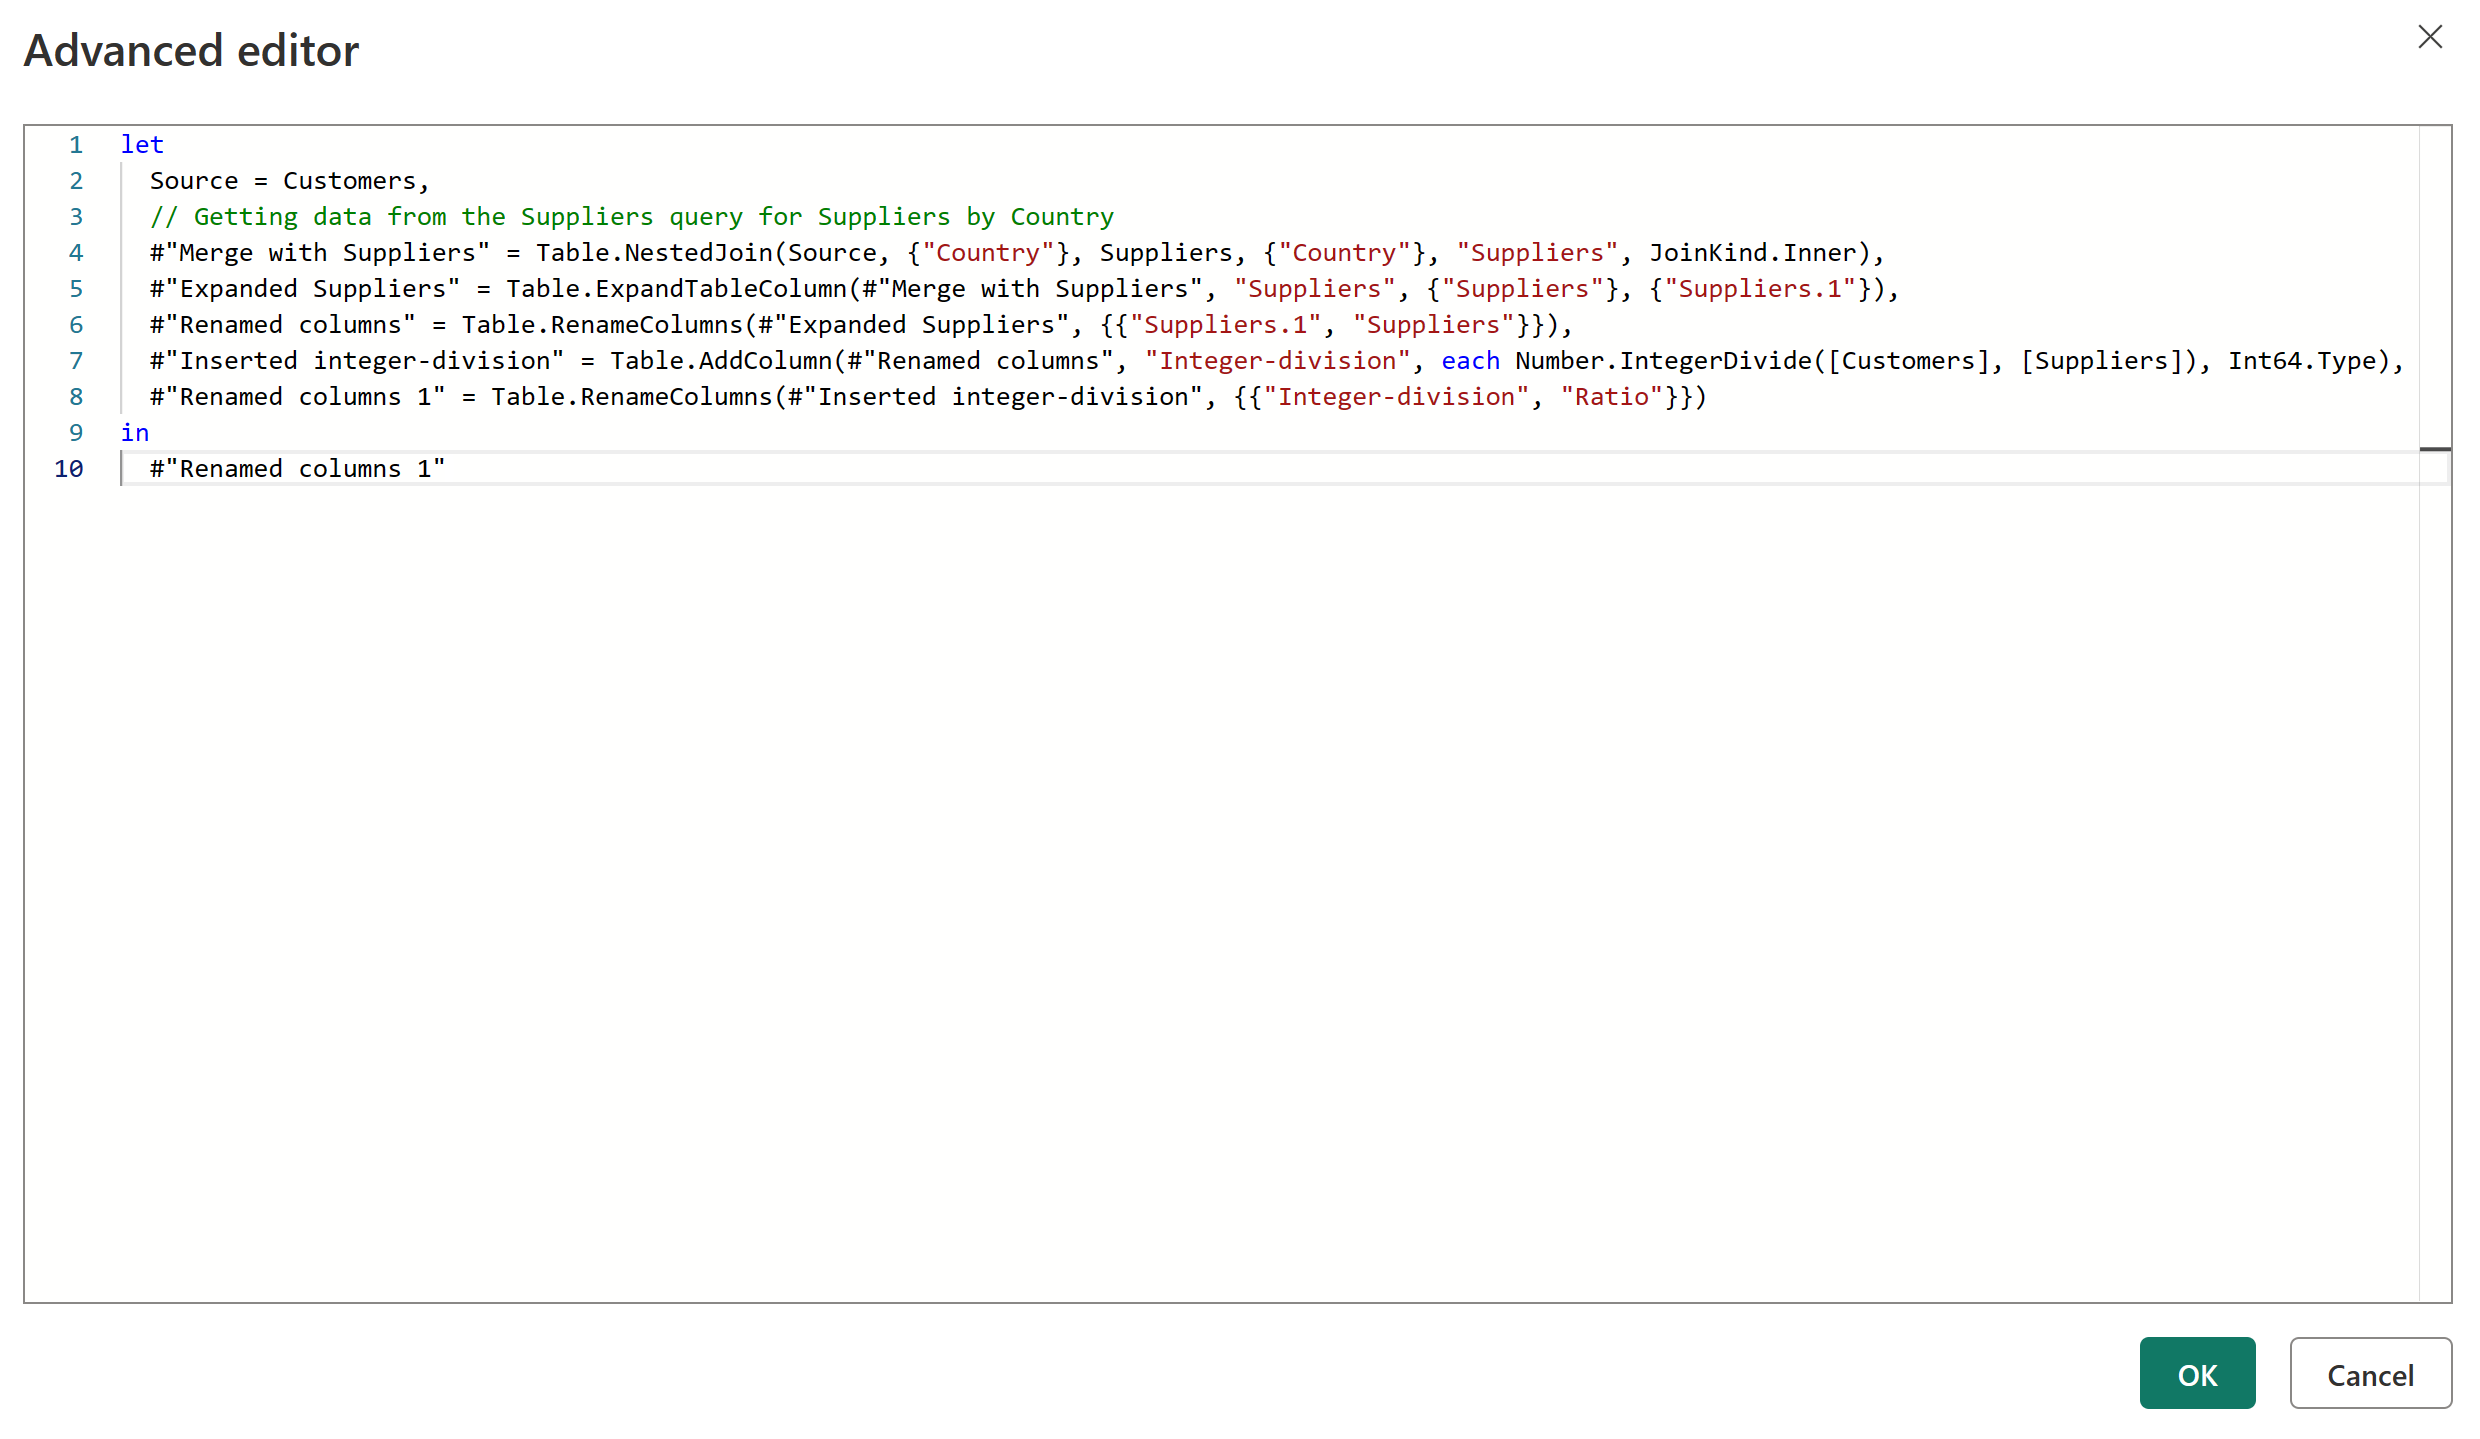 Advanced editor
1 let
2 Source = Customers,
3 // Getting data from the Suppliers query for Suppliers by Country
4 #"Merge with Suppliers" = Table.NestedJoin(Source, {"Country"}, Suppliers, {"Country"}, "Suppliers", JoinKind.Inner),
5 #"Expanded Suppliers" = Table.ExpandTableColumn(#"Merge with Suppliers", "Suppliers", {"Suppliers"}, {"Suppliers.1"}),
6 #"Renamed columns" = Table.RenameColumns(#"Expanded Suppliers", {{"Suppliers.1", "Suppliers"}}),
7 #"Inserted integer-division" = Table.AddColumn(#"Renamed columns", "Integer-division", each Number.IntegerDivide([Customers], [Suppliers]), Int64.Type),
8 #"Renamed columns 1" = Table.RenameColumns(#"Inserted integer-division", {{"Integer-division", "Ratio"}})
9 in
10 #"Renamed columns 1"
OK Cancel